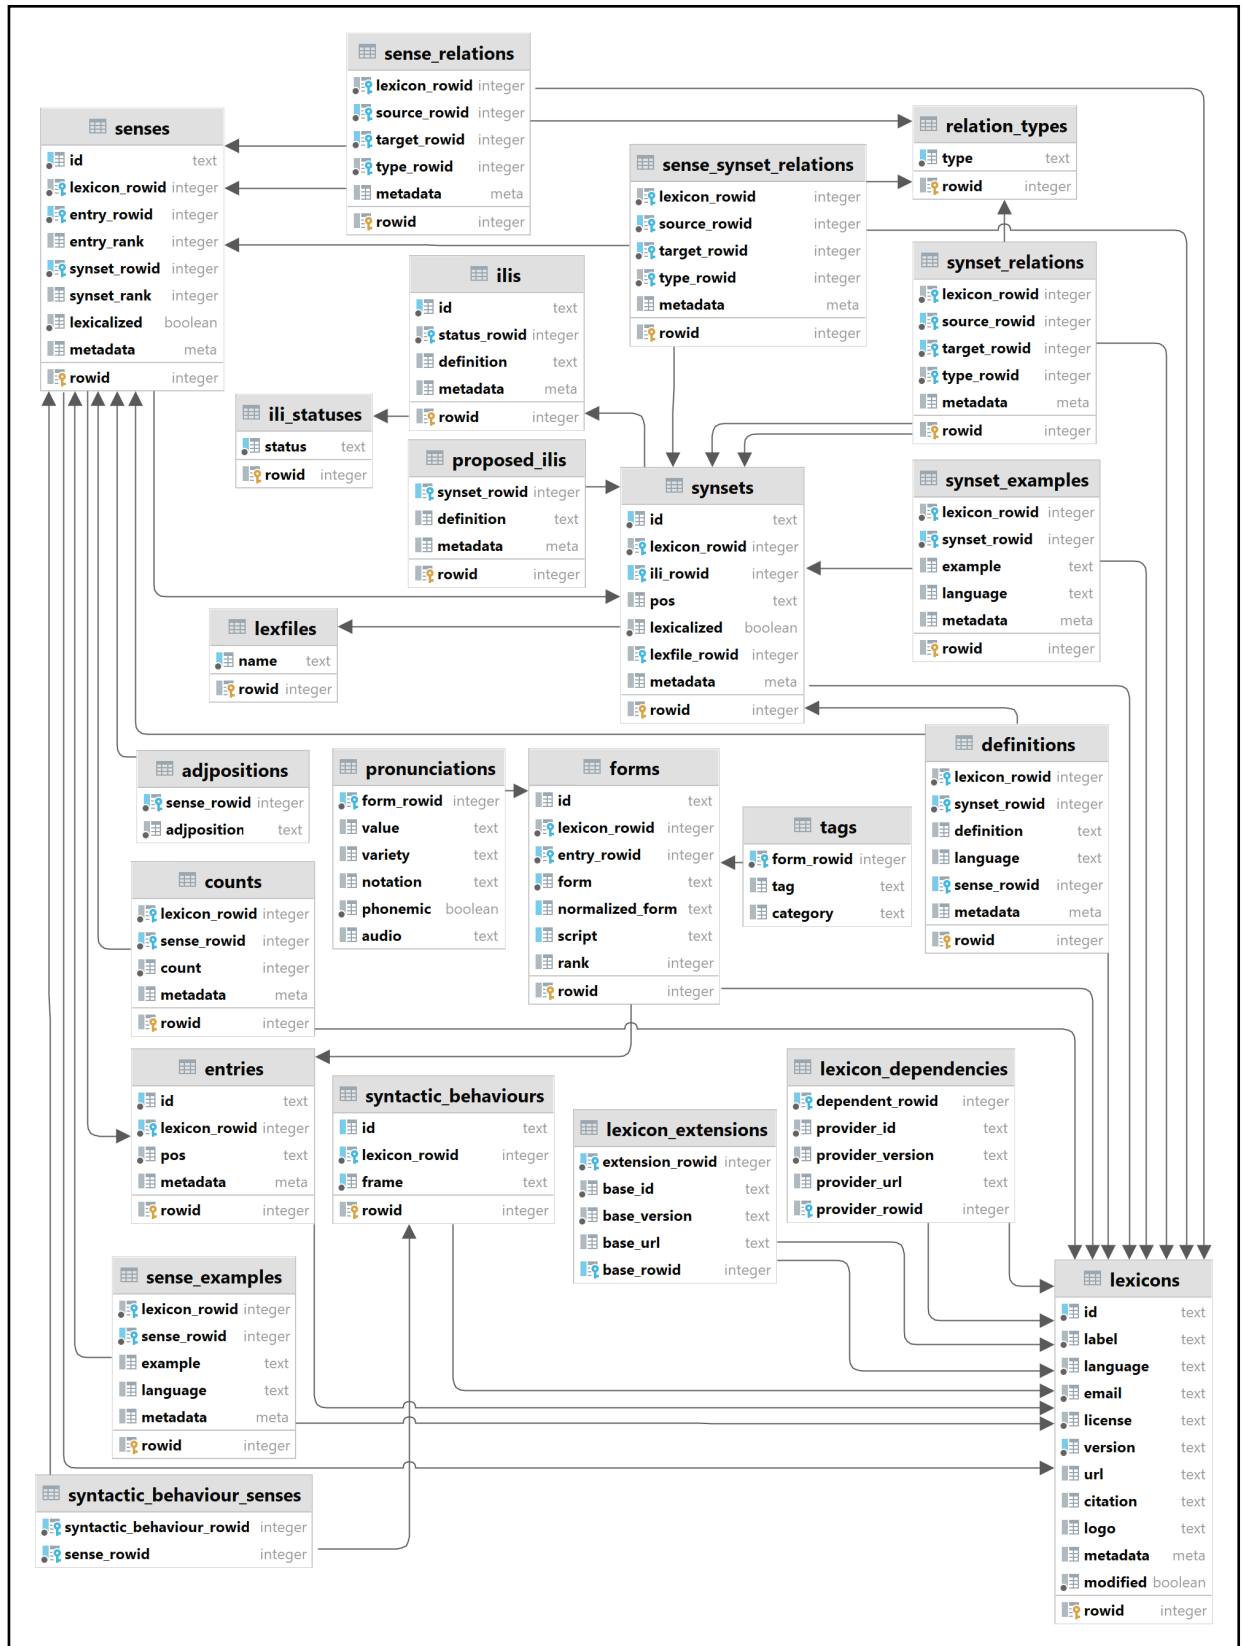 sense_relations
lexicon_rowid integer
source_rowid integer
target_rowid integer
type_rowid integer
metadata meta
rowid integer
senses
id text
lexicon_rowid integer
entry_rowid integer
entry_rank integer
synset_rowid integer
synset_rank integer
lexicalized boolean
metadata meta
rowid integer
relation_types
type text
rowid integer
sense_synset_relations
lexicon_rowid integer
source_rowid integer
target_rowid integer
type_rowid integer
metadata meta
rowid integer
synset_relations
lexicon_rowid integer
source_rowid integer
target_rowid integer
type_rowid integer
metadata meta
rowid integer
ilis
id text
status_rowid integer
definition text
metadata meta
rowid integer
ili_statuses
status text
rowid integer
proposed_ilis
synset_rowid integer
definition text
metadata meta
rowid integer
synsets
id text
lexicon_rowid integer
ili_rowid integer
pos text
lexicalized boolean
lexfile_rowid integer
metadata meta
rowid integer
synset_examples
lexicon_rowid integer
synset_rowid integer
example text
language text
metadata meta
rowid integer
lexfiles
name text
rowid integer
adjpositions
sense_rowid integer
adjposition text
pronunciations
form_rowid integer
value text
variety text
notation text
phonemic boolean
audio text
forms
id text
lexicon_rowid integer
entry_rowid integer
form text
normalized_form text
script text
rank integer
rowid integer
tags
form_rowid integer
tag text
category text
definitions
lexicon_rowid integer
synset_rowid integer
definition text
language text
sense_rowid integer
metadata meta
rowid integer
counts
lexicon_rowid integer
sense_rowid integer
count integer
metadata meta
rowid integer
entries
id text
lexicon_rowid integer
pos text
metadata meta
rowid integer
syntactic_behaviours
id text
lexicon_rowid integer
frame text
rowid integer
lexicon_extensions
extension_rowid integer
base_id text
base_version text
base_url text
base_rowid integer
lexicon_dependencies
dependent_rowid integer
provider_id text
provider_version text
provider_url text
provider_rowid integer
sense_examples
lexicon_rowid integer
sense_rowid integer
example text
language text
metadata meta
rowid integer
lexicons
id text
label text
language text
email text
license text
version text
url text
citation text
logo text
metadata meta
modified boolean
rowid integer
syntactic_behaviour_senses
syntactic_behaviour_rowid integer
sense_rowid integer